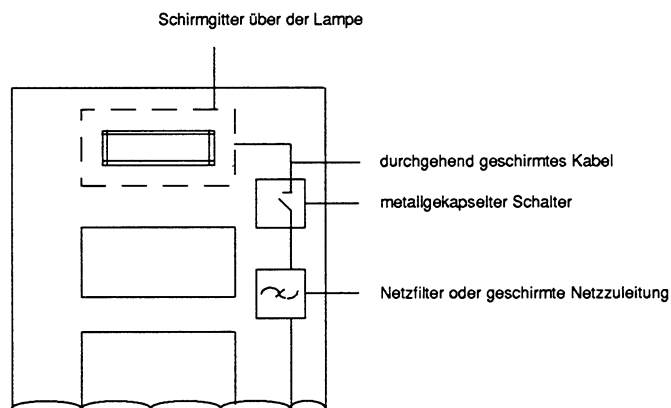 Schirmgitter über der Lampe
durchgehend geschirmtes Kabel
metallgekapselter Schalter
Netzfilter oder geschirmte Netzzuleitung